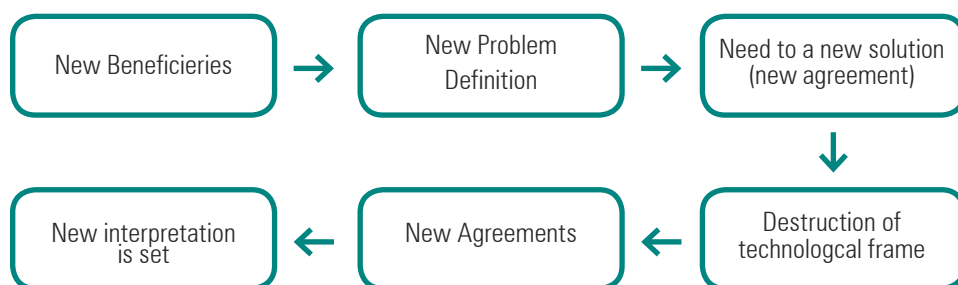 New Beneficieries
New Problem
Definition
Need to a new solution
(new agreement)
Destruction of
technologcal frame
New Agreements
New interpretation
is set